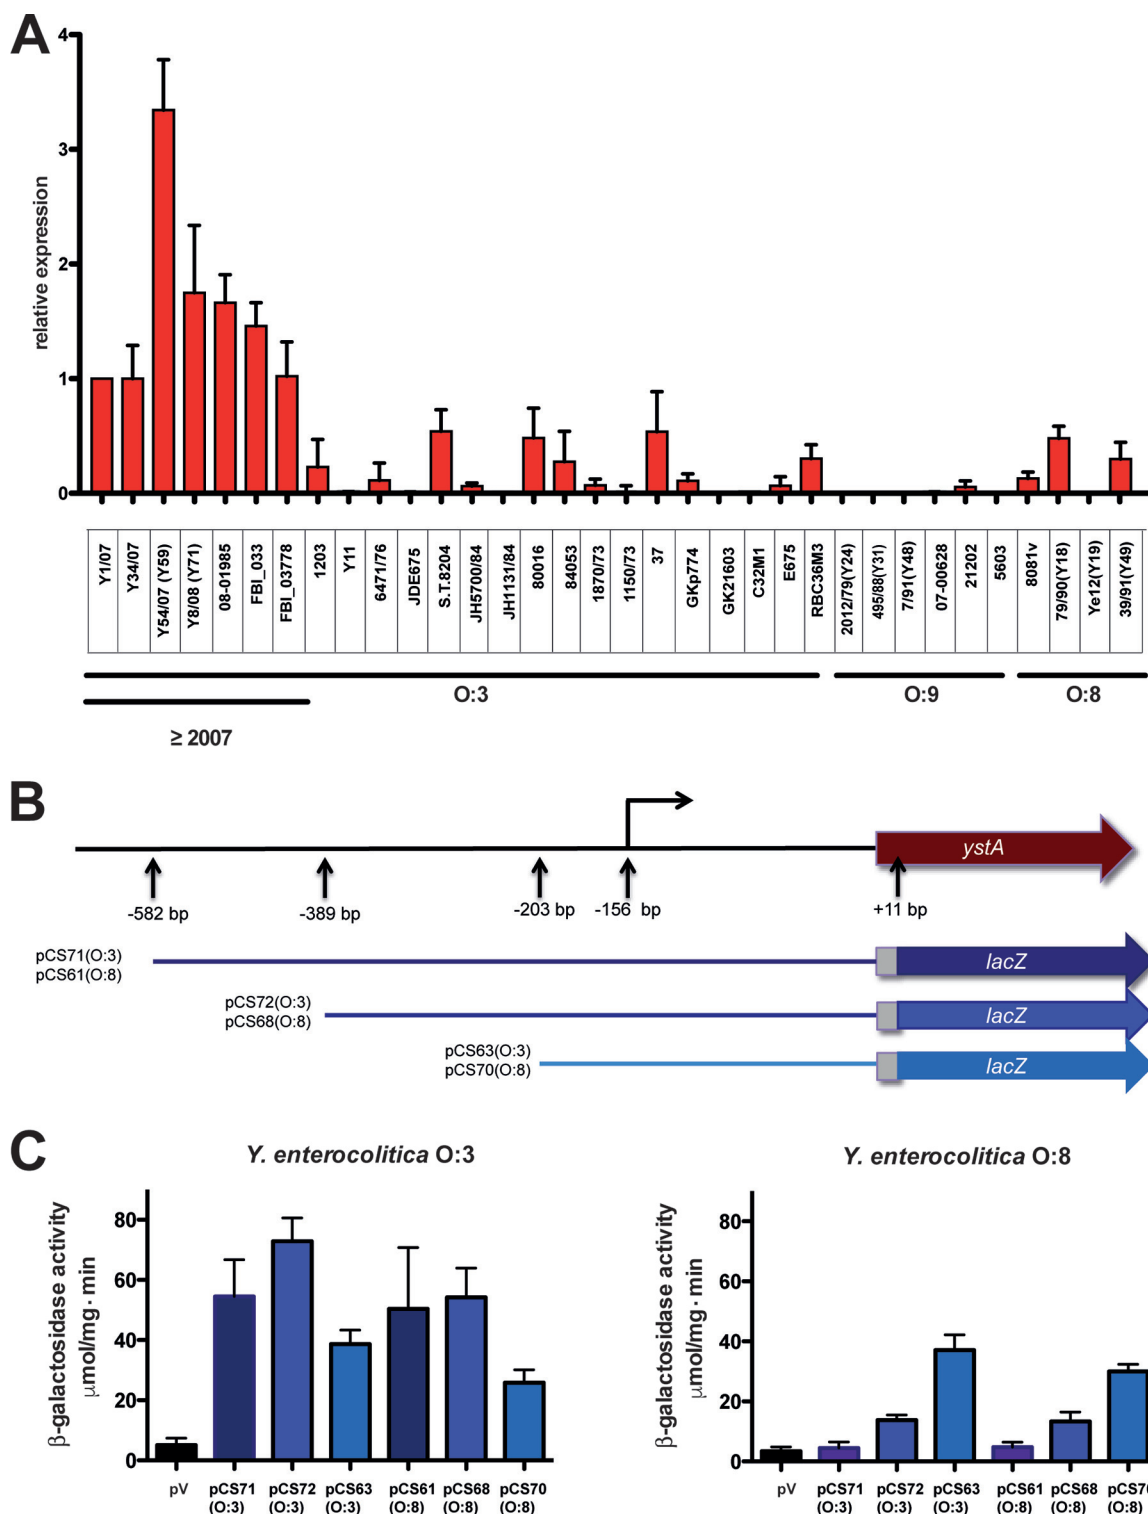 A
relative expression
4
3
2
1
0
Y1/07
Y34/07
Y54/07 (Y59)
Y8/08 (Y71)
08-01985
FBI_033
FBI_03778
1203
Y11
6471/76
JDE675
S.T.8204
JH5700/84
JH1131/84
80016
84053
1870/73
1150/73
37
GKp774
GK21603
C32M1
E675
RBC36M3
2012/79(Y24)
495/88(Y31)
7/91(Y48)
07-00628
21202
5603
8081v
79/90(Y18)
Ye12(Y19)
39/91(Y49)
O:3
O:9
O:8
≥ 2007
B
ystA
-582 bp
-389 bp
-203 bp
-156 bp
+11 bp
pCS71(O:3)
pCS61(O:8)
lacZ
pCS72(O:3)
pCS68(O:8)
lacZ
pCS63(O:3)
pCS70(O:8)
lacZ
C
Y. enterocolitica O:3
β-galactosidase activity
µmol/mg·min
80
60
40
20
0
pV
pCS71
(O:3)
pCS72
(O:3)
pCS63
(O:3)
pCS61
(O:8)
pCS68
(O:8)
pCS70
(O:8)
Y. enterocolitica O:8
β-galactosidase activity
µmol/mg·min
80
60
40
20
0
pV
pCS71
(O:3)
pCS72
(O:3)
pCS63
(O:3)
pCS61
(O:8)
pCS68
(O:8)
pCS70
(O:8)